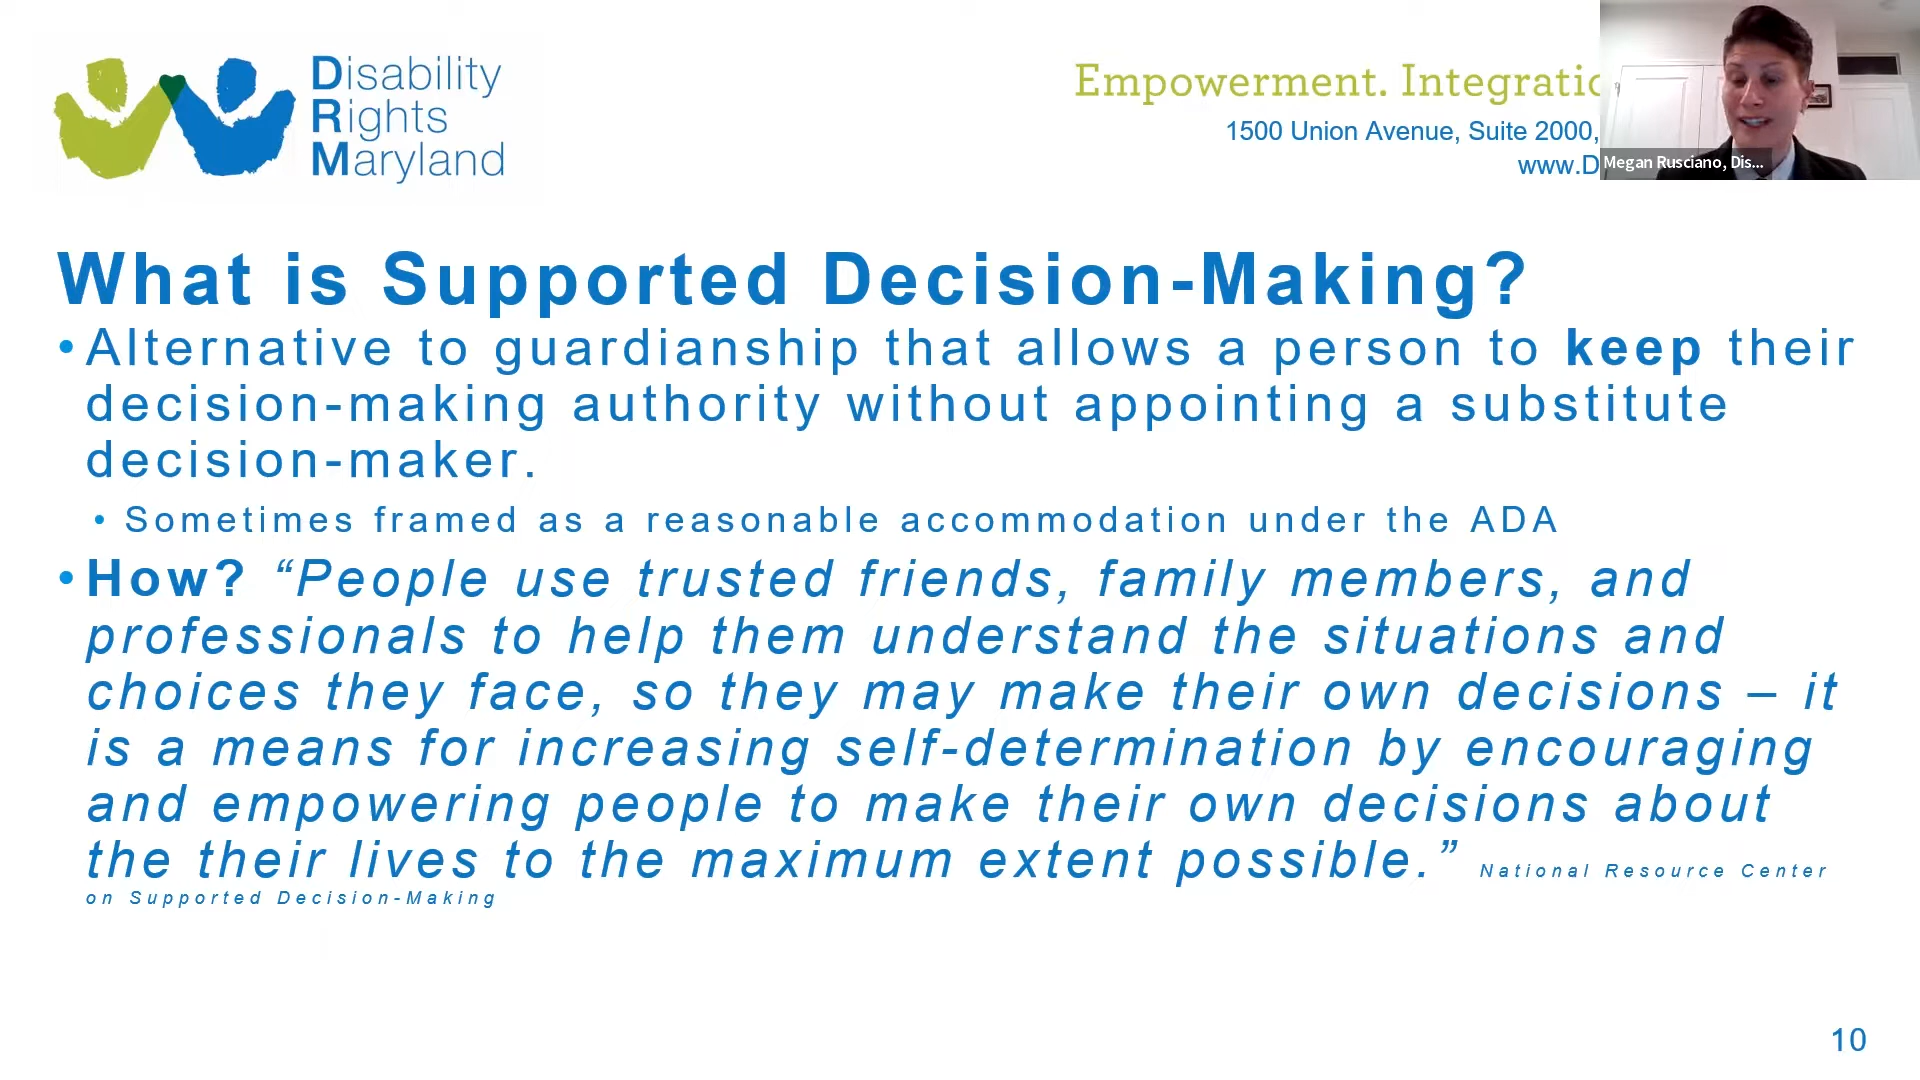 Disability
Rights
Maryland
Empowerment. Integratio
1500 Union Avenue, Suite 2000,
www.D
Megan Rusciano, Dis...
What is Supported Decision-Making?
• Alternative to guardianship that allows a person to keep their
decision-making authority without appointing a substitute
decision-maker.
• Sometimes framed as a reasonable accommodation under the ADA
• How? “People use trusted friends, family members, and
professionals to help them understand the situations and
choices they face, so they may make their own decisions – it
is a means for increasing self-determination by encouraging
and empowering people to make their own decisions about
the their lives to the maximum extent possible.” National Resource Center
on Supported Decision-Making
10